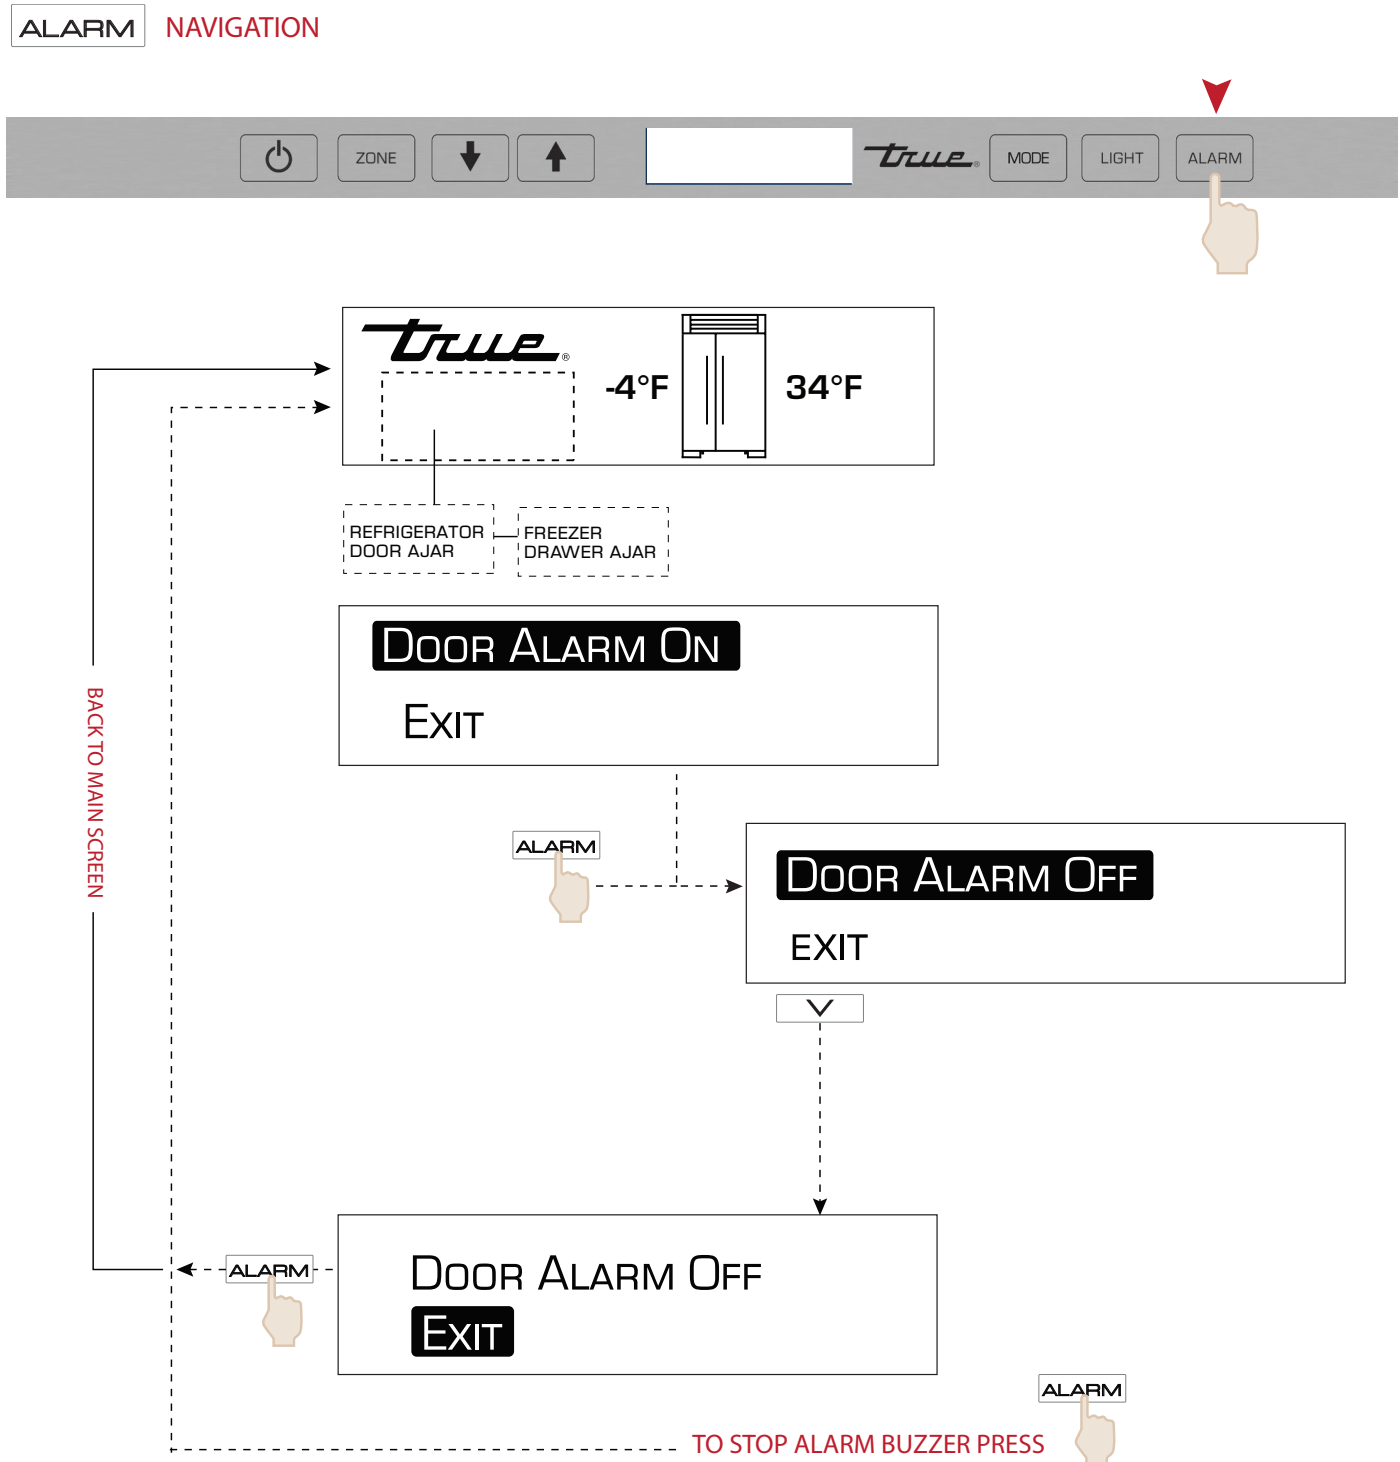 ALARM NAVIGATION
ZONE
true®
MODE
LIGHT
ALARM
true®
-4°F
34°F
REFRIGERATOR
DOOR AJAR
FREEZER
DRAWER AJAR
DOOR ALARM ON
EXIT
BACK TO MAIN SCREEN
ALARM
DOOR ALARM OFF
EXIT
ALARM
DOOR ALARM OFF
EXIT
ALARM
TO STOP ALARM BUZZER PRESS